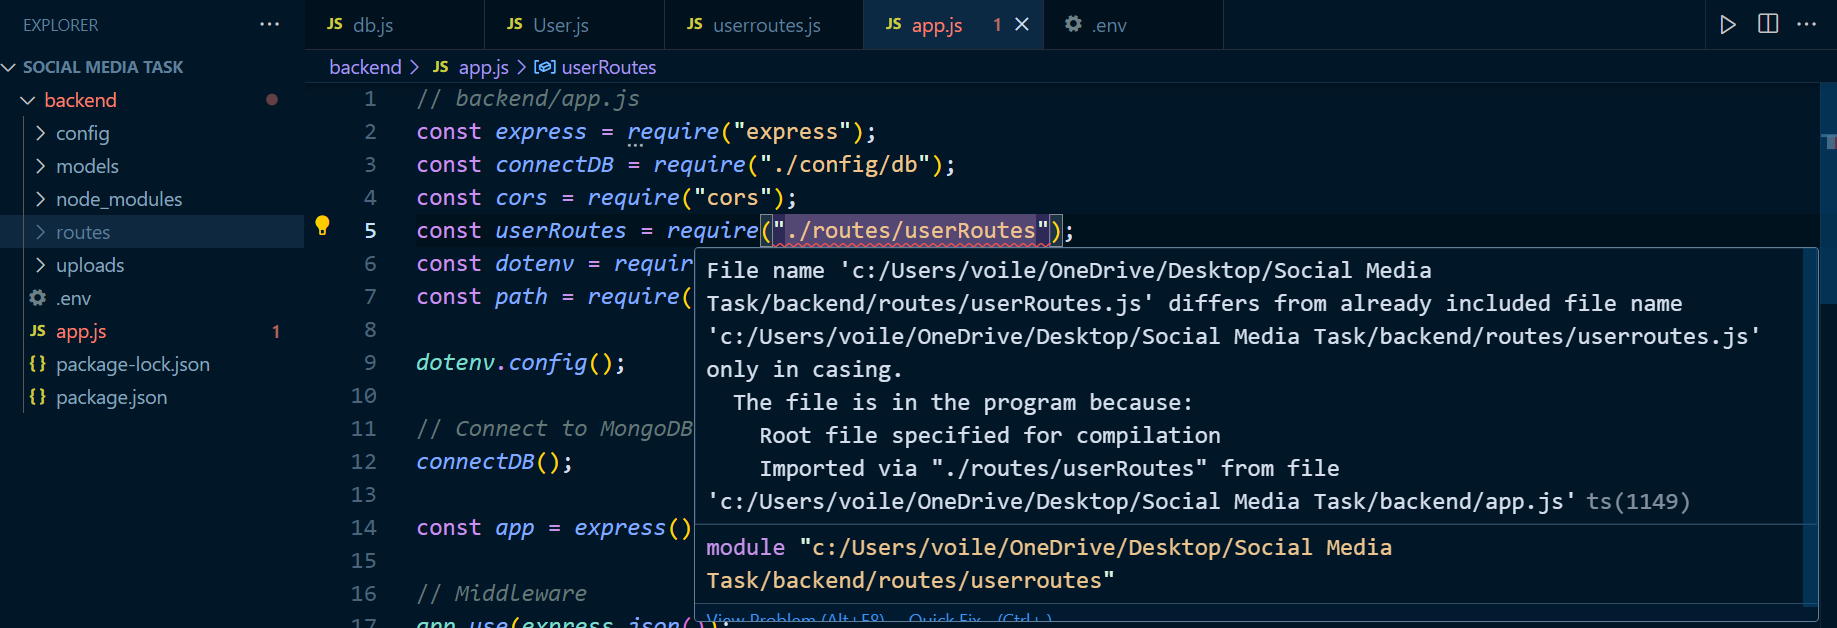 EXPLORER
SOCIAL MEDIA TASK
backend
config
models
node_modules
routes
uploads
.env
JS app.js 1
{} package-lock.json
{} package.json
JS db.js
JS User.js
JS userroutes.js
JS app.js 1
.env
backend > JS app.js > userRoutes
1 // backend/app.js
2 const express = require("express");
3 const connectDB = require("./config/db");
4 const cors = require("cors");
5 const userRoutes = require("./routes/userRoutes");
6 const dotenv = requir
7 const path = require(
8
9 dotenv.config();
10
11 // Connect to MongoDB
12 connectDB();
13
14 const app = express()
15
16 // Middleware
17 app.use(express.json());
File name 'c:/Users/voile/OneDrive/Desktop/Social Media
Task/backend/routes/userRoutes.js' differs from already included file name
'c:/Users/voile/OneDrive/Desktop/Social Media Task/backend/routes/userroutes.js'
only in casing.
The file is in the program because:
Root file specified for compilation
Imported via "./routes/userRoutes" from file
'c:/Users/voile/OneDrive/Desktop/Social Media Task/backend/app.js' ts(1149)
module "c:/Users/voile/OneDrive/Desktop/Social Media
Task/backend/routes/userroutes"
View Problem (Alt+F8) Quick Fix... (Ctrl+.)